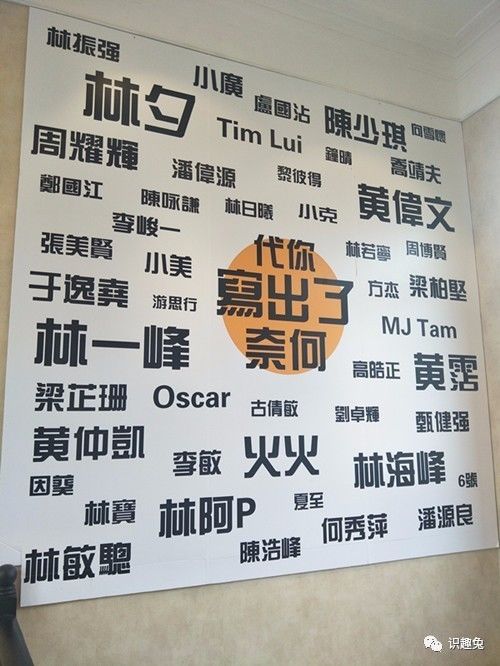 林振强
小廣
盧國沾
陳少琪
向雪懷
林夕
Tim Lui
鍾晴
喬靖夫
周耀輝
潘偉源
黎彼得
黃偉文
鄭國江
陳咏謙
林日曦
小克
李峻一
代你
林若寧
周博賢
張美賢
小美
寫出了
方杰
梁柏堅
于逸堯
游思行
MJ Tam
林一峰
奈何
高皓正
黃霑
梁芷珊
Oscar
古倩敏
劉卓輝
甄健强
黄仲凱
李敏
火火
林海峰
6號
因葵
林寶
林阿P
夏至
何秀萍
潘源良
林敏驄
陳浩峰
识趣兔